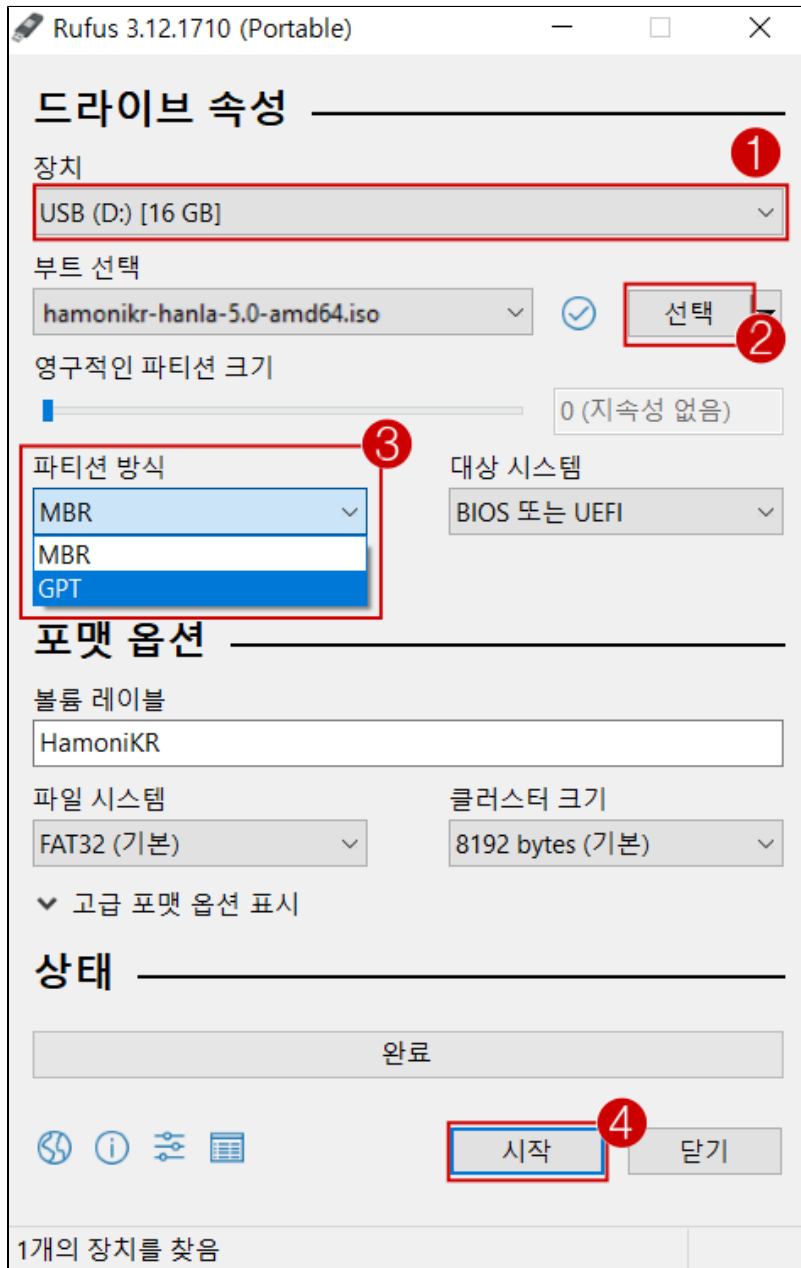 Rufus 3.12.1710 (Portable)
드라이브 속성
1
장치
USB (D:) [16 GB]
부트 선택
hamonikr-hanla-5.0-amd64.iso
선택
2
영구적인 파티션 크기
0 (지속성 없음)
3
파티션 방식
대상 시스템
MBR
BIOS 또는 UEFI
MBR
GPT
포맷 옵션
볼륨 레이블
HamoniKR
파일 시스템
클러스터 크기
FAT32 (기본)
8192 bytes (기본)
고급 포맷 옵션 표시
상태
완료
4
시작
닫기
1개의 장치를 찾음